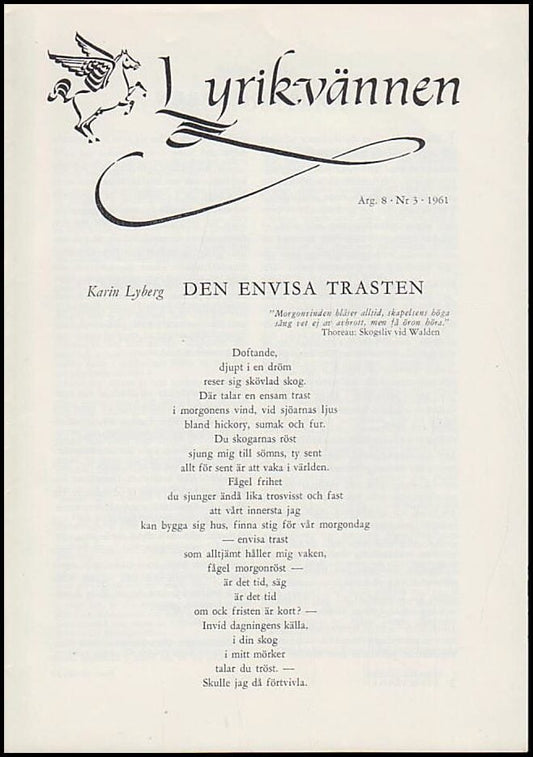 Lyrikvännen
Årg. 8 · Nr 3 · 1961
Karin Lyberg DEN ENVISA TRASTEN
"Morgonvinden blåser alltid, skapelsens höga
sång vet ej av avbrott, men få öron höra."
Thoreau: Skogsliv vid Walden
Doftande,
djupt i en dröm
reser sig skövlad skog.
Där talar en ensam trast
i morgonens vind, vid sjöarnas ljus
bland hickory, sumak och fur.
Du skogarnas röst
sjung mig till sömns, ty sent
allt för sent är att vaka i världen.
Fågel frihet
du sjunger ändå lika trosvisst och fast
att vårt innersta jag
kan bygga sig hus, finna stig för vår morgondag
— envisa trast
som alltjämt håller mig vaken,
fågel morgonröst —
är det tid, säg
är det tid
om ock fristen är kort? —
Invid dagningens källa.
i din skog
i mitt mörker
talar du tröst. —
Skulle jag då förtvivla.